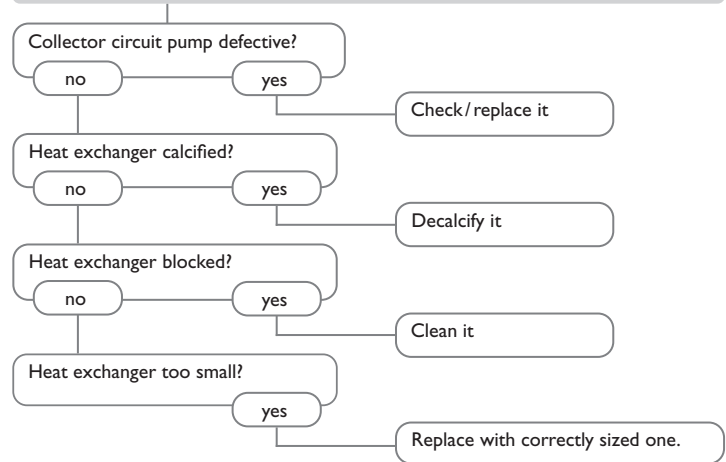 Collector circuit pump defective?
no
yes
Check/replace it
Heat exchanger calcified?
no
yes
Decalcify it
Heat exchanger blocked?
no
yes
Clean it
Heat exchanger too small?
yes
Replace with correctly sized one.